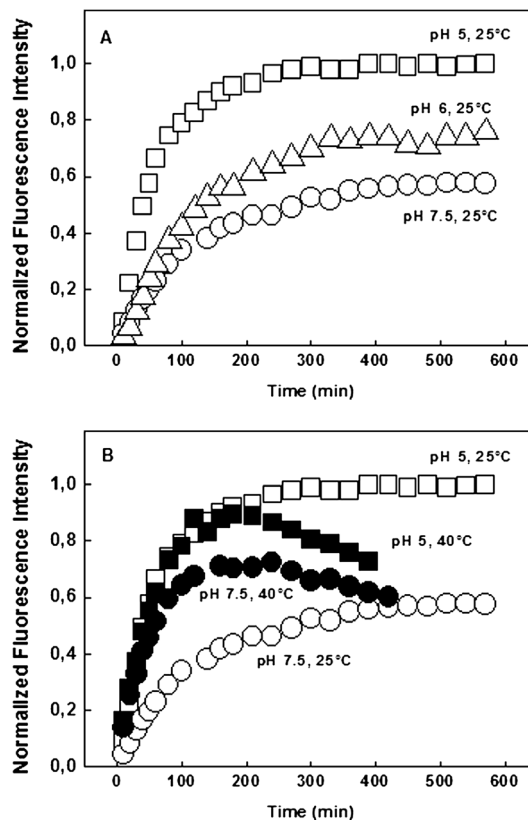 A
pH 5, 25°C
1,0
0,8
pH 6, 25°C
0,6
pH 7.5, 25°C
0,4
0,2
0,0
Normalized Fluorescence Intensity
0 100 200 300 400 500 600
Time (min)
B
pH 5, 25°C
1,0
0,8
pH 5, 40°C
0,6
pH 7.5, 40°C
0,4
pH 7.5, 25°C
0,2
0,0
Normalized Fluorescence Intensity
0 100 200 300 400 500 600
Time (min)